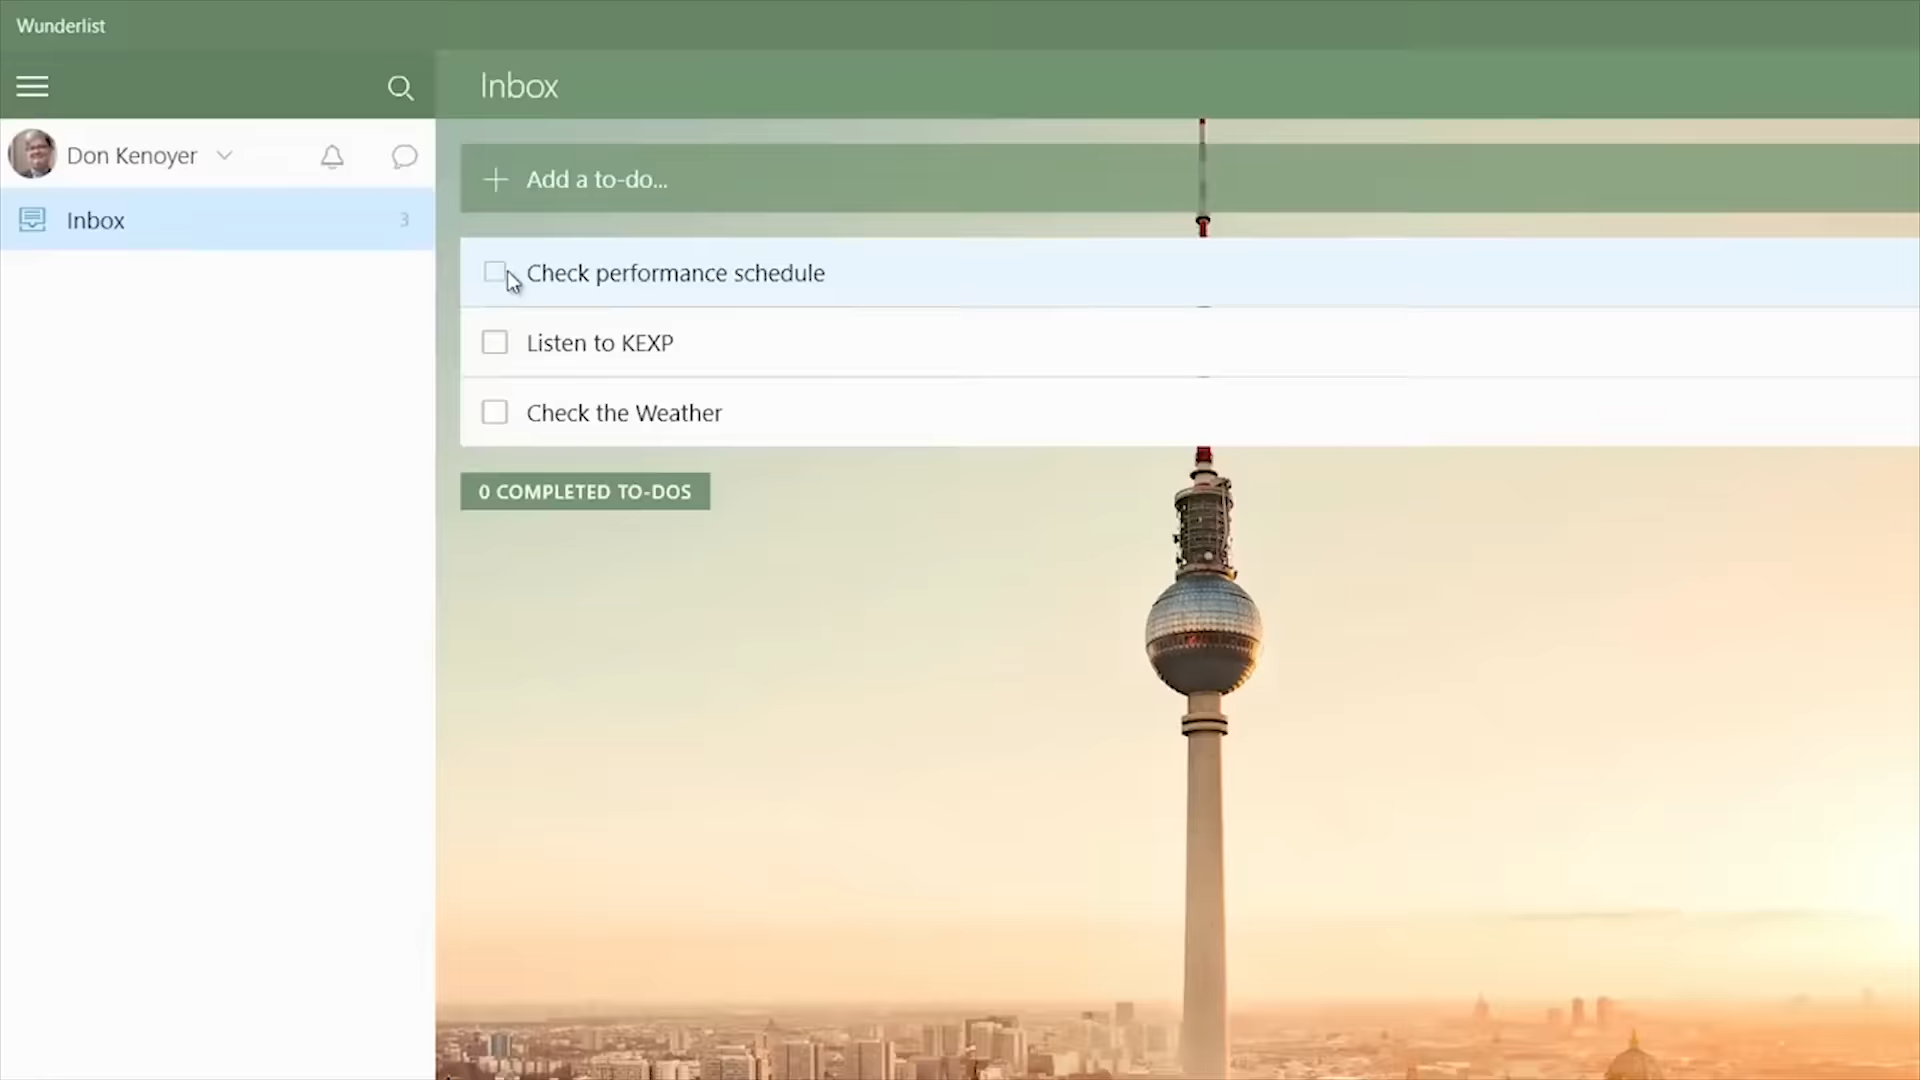 Wunderlist
Inbox
Don Kenoyer
Inbox 3
Add a to-do...
Check performance schedule
Listen to KEXP
Check the Weather
0 COMPLETED TO-DOS